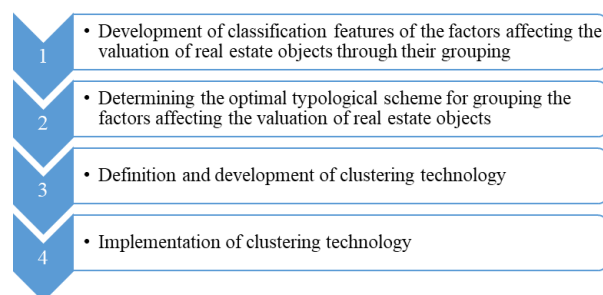 1
• Development of classification features of the factors affecting the
valuation of real estate objects through their grouping
2
• Determining the optimal typological scheme for grouping the
factors affecting the valuation of real estate objects
3
• Definition and development of clustering technology
4
• Implementation of clustering technology